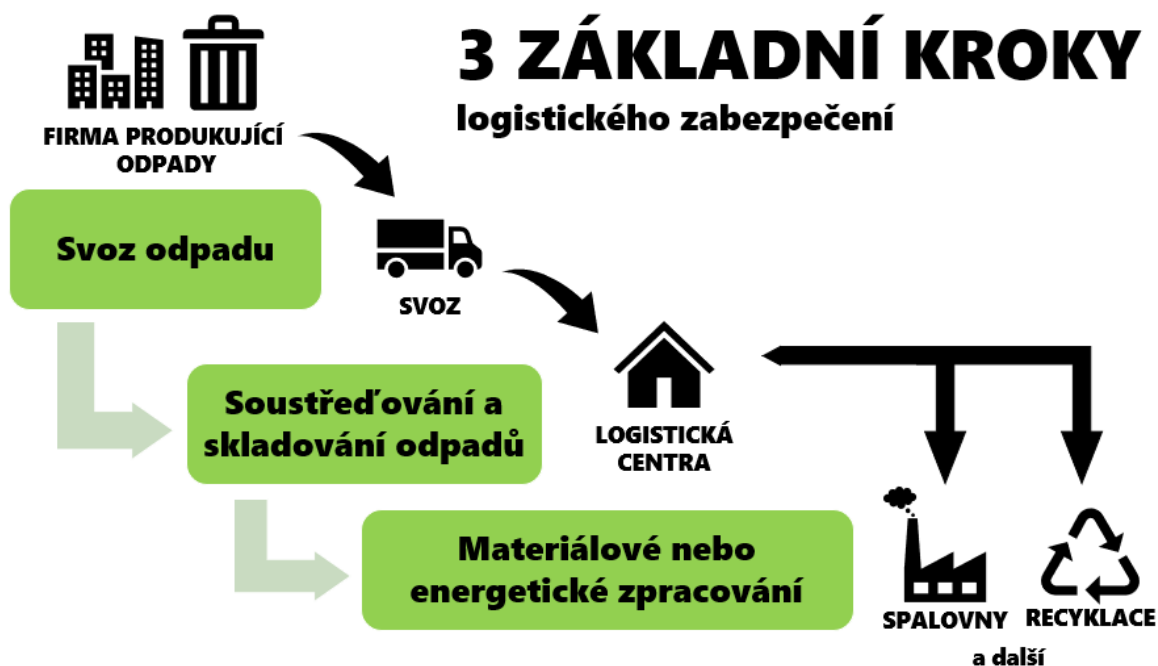 3 ZÁKLADNÍ KROKY
logistického zabezpečení
FIRMA PRODUKUJÍCÍ
ODPADY
Svoz odpadu
SVOZ
Soustřeďování a
skladování odpadů
LOGISTICKÁ
CENTRA
Materiálové nebo
energetické zpracování
SPALOVNY
RECYKLACE
a další